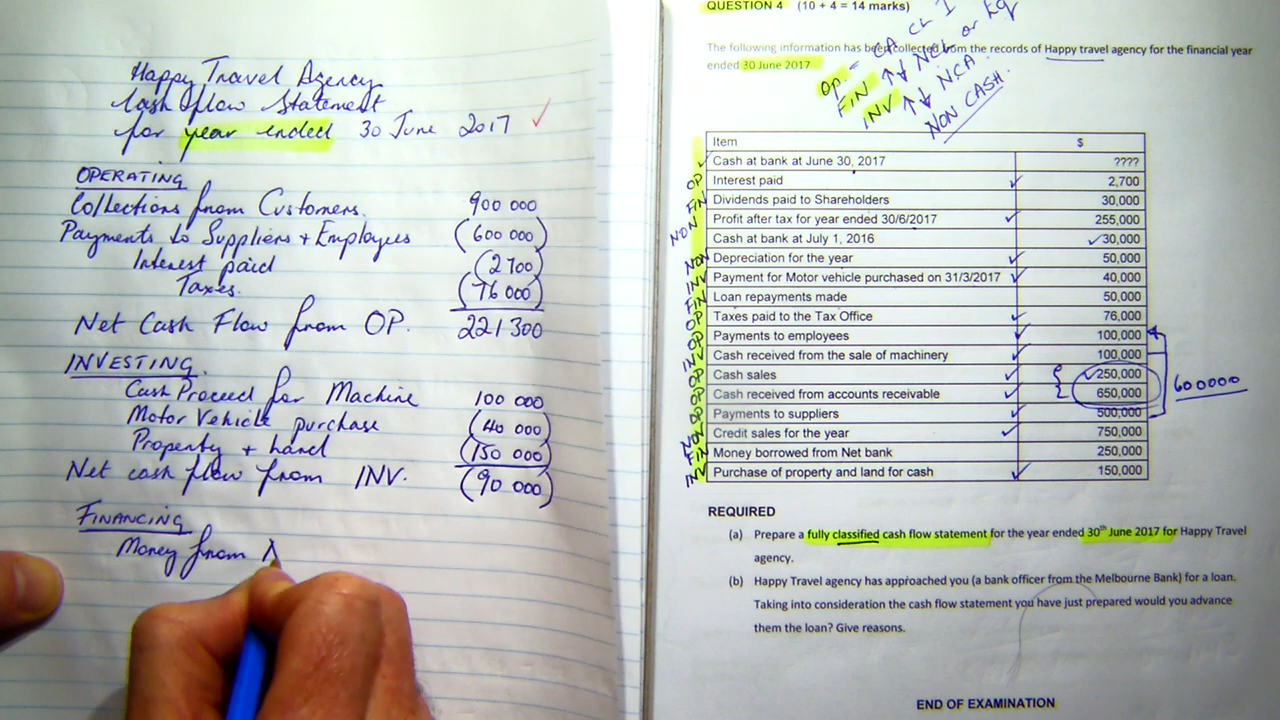 Happy Travel Agency
Cash flow Statement
for year ended 30 June 2017 ✓
OPERATING
Collections from Customers. 900 000
Payments to Suppliers + Employees (600 000)
Interest paid (2700)
Taxes. (76 000)
Net Cash Flow from OP. 221300
INVESTING.
Cash Proceed for Machine 100 000
Motor Vehicle purchase (40 000)
Property + land (150 000)
Net cash flow from INV. (90 000)
FINANCING
Money from
QUESTION 4 (10 + 4 = 14 marks)
The following information has been collected from the records of Happy travel agency for the financial year
ended 30 June 2017
OP. = CA CL I
FIN ↑↓ NCL or Eq
INV ↑↓ NCA.
NON CASH.
Item $
✓ Cash at bank at June 30, 2017 ????
OP Interest paid ✓ 2,700
FIN Dividends paid to Shareholders 30,000
NON Profit after tax for year ended 30/6/2017 ✓ 255,000
Cash at bank at July 1, 2016 ✓ 30,000
NON Depreciation for the year ✓ 50,000
INV Payment for Motor vehicle purchased on 31/3/2017 ✓ 40,000
FIN Loan repayments made 50,000
OP Taxes paid to the Tax Office ✓ 76,000
OP Payments to employees ✓ 100,000
INV Cash received from the sale of machinery ✓ 100,000
OP Cash sales ✓ ✓ 250,000
OP Cash received from accounts receivable ✓ 650,000
600000
OP Payments to suppliers ✓ 500,000
NON Credit sales for the year ✓ 750,000
FIN Money borrowed from Net bank 250,000
INV Purchase of property and land for cash ✓ 150,000
REQUIRED
(a) Prepare a fully classified cash flow statement for the year ended 30th June 2017 for Happy Travel
agency.
(b) Happy Travel agency has approached you (a bank officer from the Melbourne Bank) for a loan.
Taking into consideration the cash flow statement you have just prepared would you advance
them the loan? Give reasons.
END OF EXAMINATION